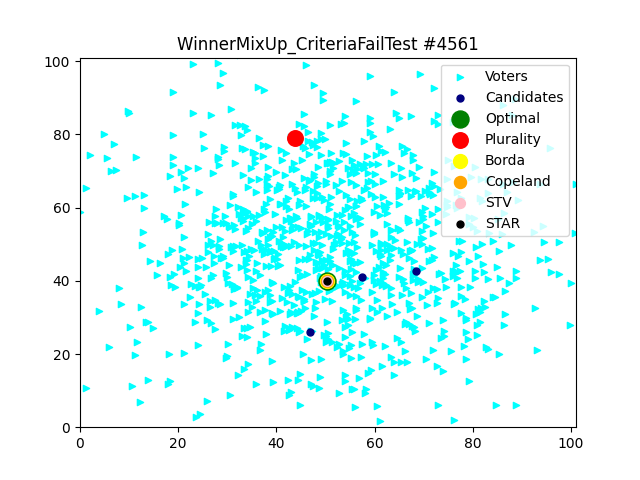 WinnerMixUp_CriteriaFailTest #4561
100
80
60
40
20
0
0
20
40
60
80
100
Voters
Candidates
Optimal
Plurality
Borda
Copeland
STV
STAR